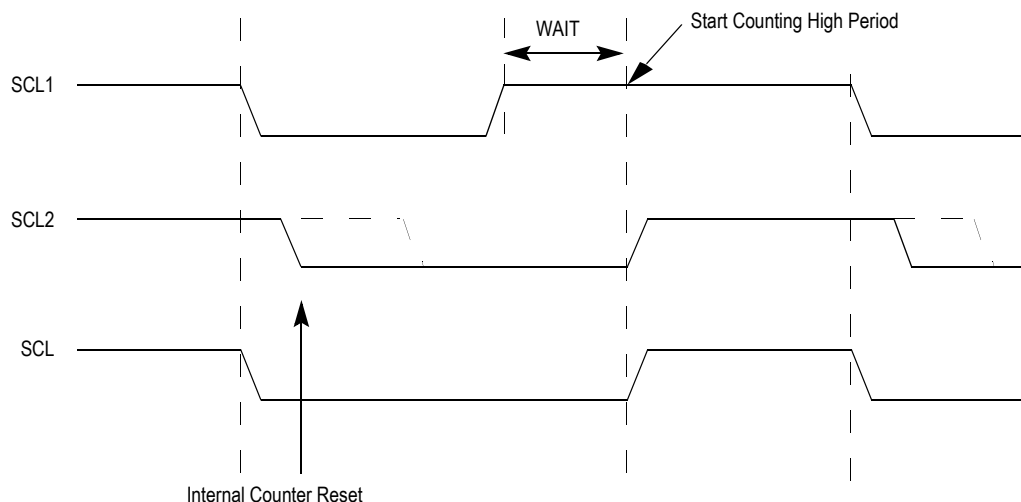 WAIT
Start Counting High Period
SCL1
SCL2
SCL
Internal Counter Reset